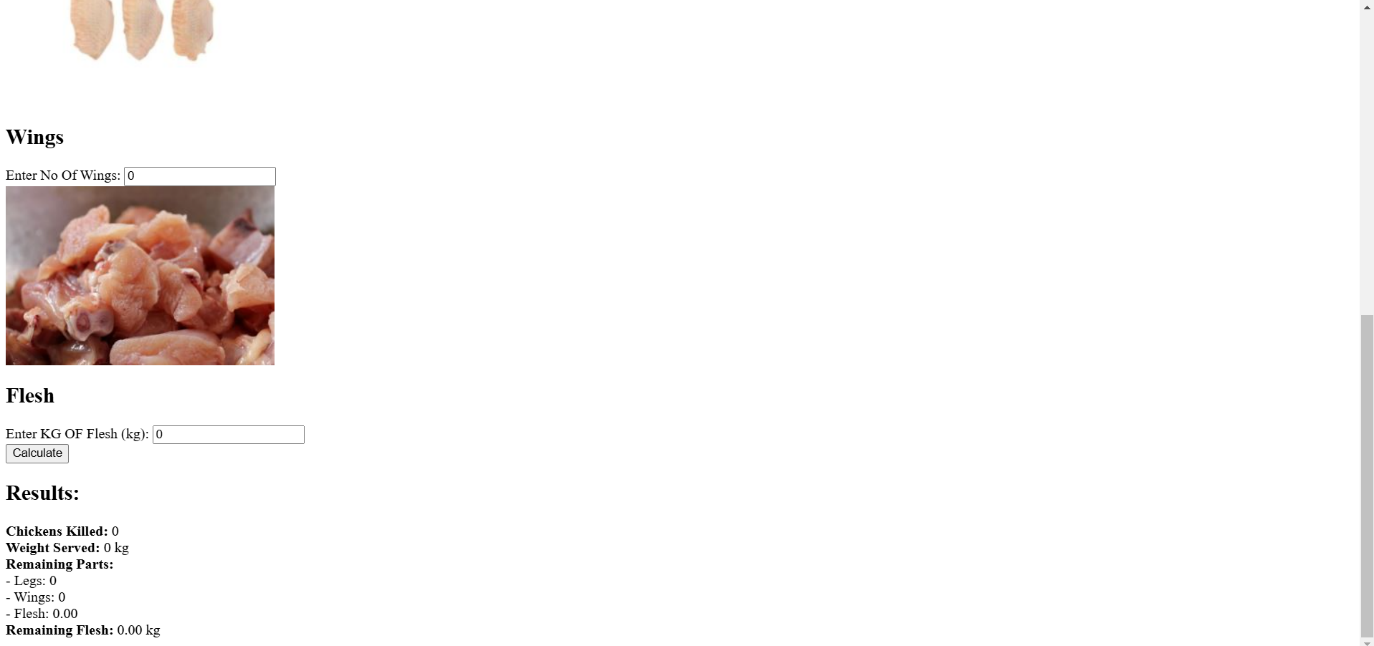 Wings
Enter No Of Wings: 0
Flesh
Enter KG OF Flesh (kg): 0
Calculate
Results:
Chickens Killed: 0
Weight Served: 0 kg
Remaining Parts:
- Legs: 0
- Wings: 0
- Flesh: 0.00
Remaining Flesh: 0.00 kg